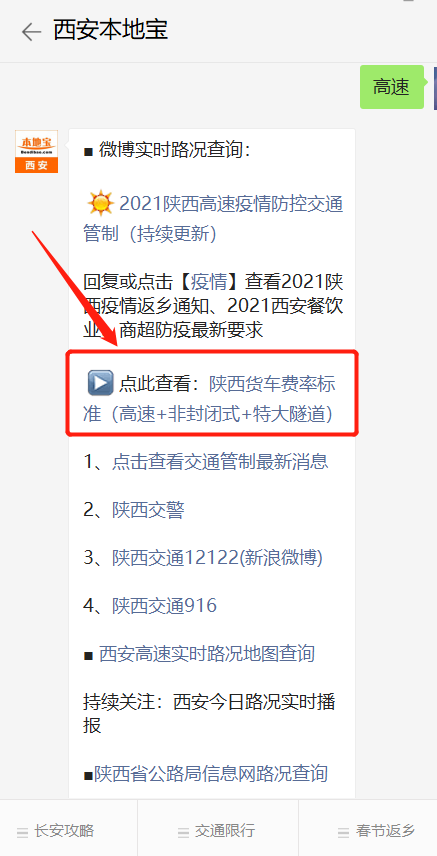 西安本地宝
高速
本地宝
Bendibao.com
西安
■ 微博实时路况查询：
2021陕西高速疫情防控交通
管制（持续更新）
回复或点击【疫情】查看2021陕
西疫情返乡通知、2021西安餐饮
业、商超防疫最新要求
点此查看：陕西货车费率标
准（高速+非封闭式+特大隧道）
1、点击查看交通管制最新消息
2、陕西交警
3、陕西交通12122(新浪微博)
4、陕西交通916
■ 西安高速实时路况地图查询
持续关注：西安今日路况实时播
报
■陕西省公路局信息网路况查询
长安攻略
交通限行
春节返乡